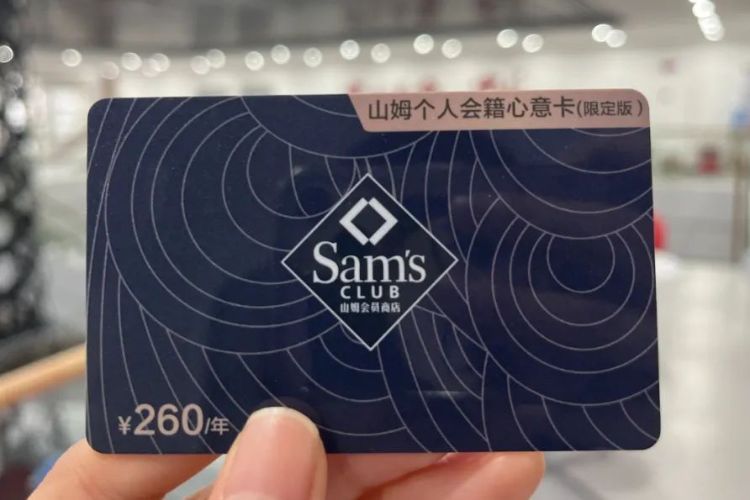 山姆个人会籍心意卡(限定版)
Sam's
CLUB
山姆会员商店
¥260/年